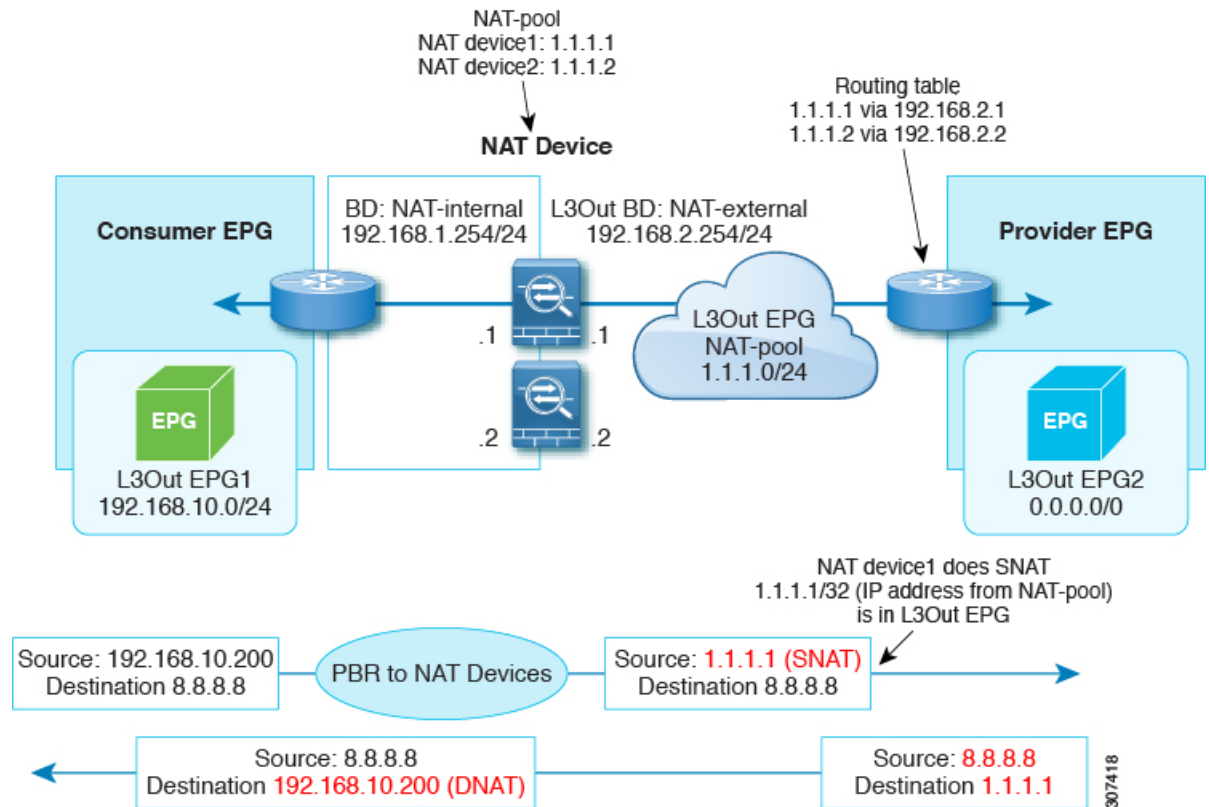 NAT-pool
NAT device1: 1.1.1.1
NAT device2: 1.1.1.2
Routing table
1.1.1.1 via 192.168.2.1
1.1.1.2 via 192.168.2.2
NAT Device
Consumer EPG
BD: NAT-internal
192.168.1.254/24
L3Out BD: NAT-external
192.168.2.254/24
Provider EPG
.1
.1
L3Out EPG
NAT-pool
1.1.1.0/24
.2
.2
EPG
L3Out EPG1
192.168.10.0/24
EPG
L3Out EPG2
0.0.0.0/0
NAT device1 does SNAT
1.1.1.1/32 (IP address from NAT-pool)
is in L3Out EPG
Source: 192.168.10.200
Destination 8.8.8.8
PBR to NAT Devices
Source: 1.1.1.1 (SNAT)
Destination 8.8.8.8
Source: 8.8.8.8
Destination 192.168.10.200 (DNAT)
Source: 8.8.8.8
Destination 1.1.1.1
307418